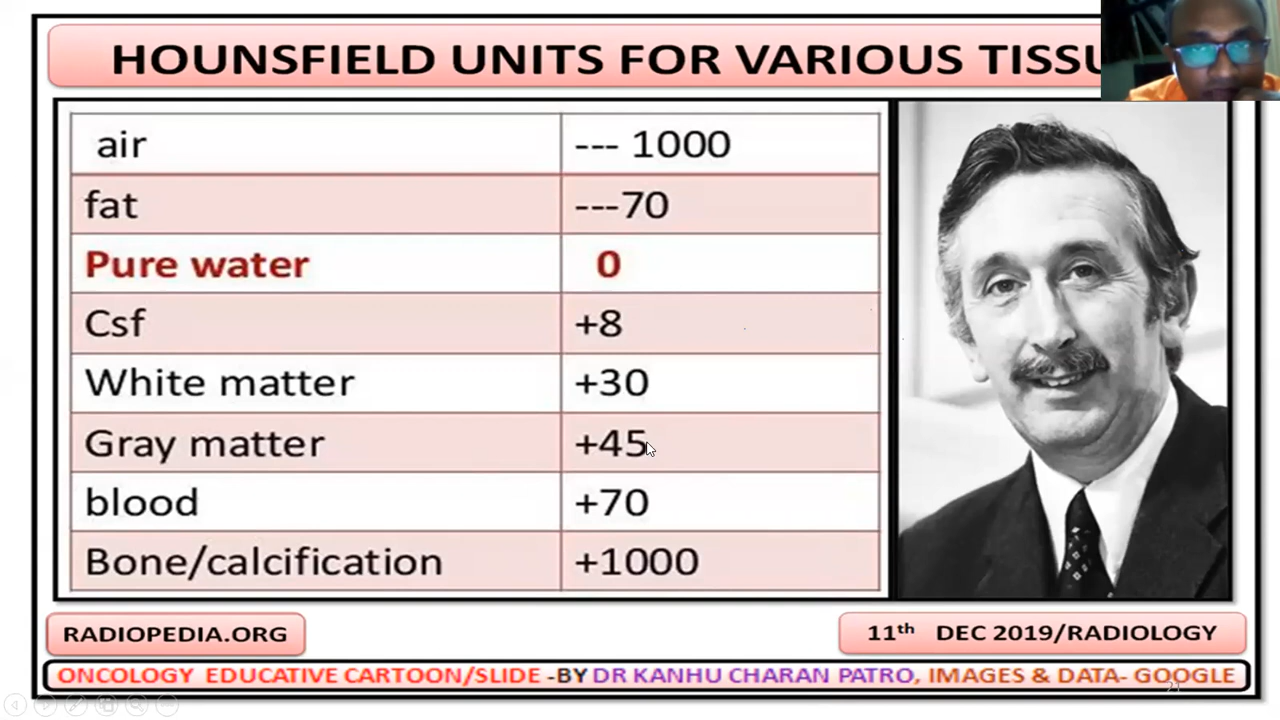 HOUNSFIELD UNITS FOR VARIOUS
air --- 1000
fat ---70
Pure water 0
Csf +8
White matter +30
Gray matter +45
blood +70
Bone/calcification +1000
RADIOPEDIA.ORG
11th DEC 2019/RADIOLOGY
ONCOLOGY EDUCATIVE CARTOON/SLIDE -BY DR KANHU CHARAN PATRO, IMAGES & DATA- GOOGLE